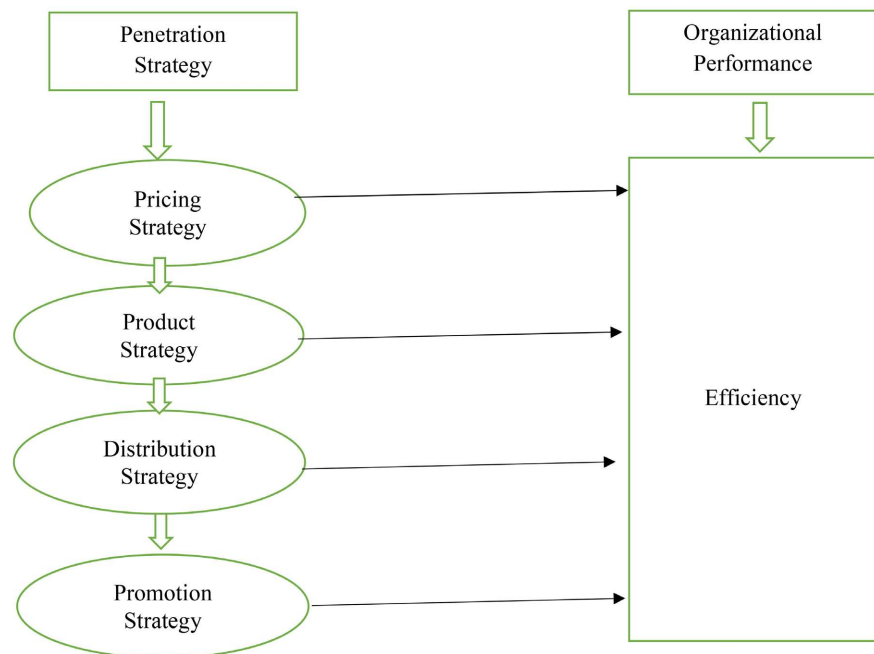 Penetration
Strategy
Organizational
Performance
Pricing
Strategy
Product
Strategy
Efficiency
Distribution
Strategy
Promotion
Strategy